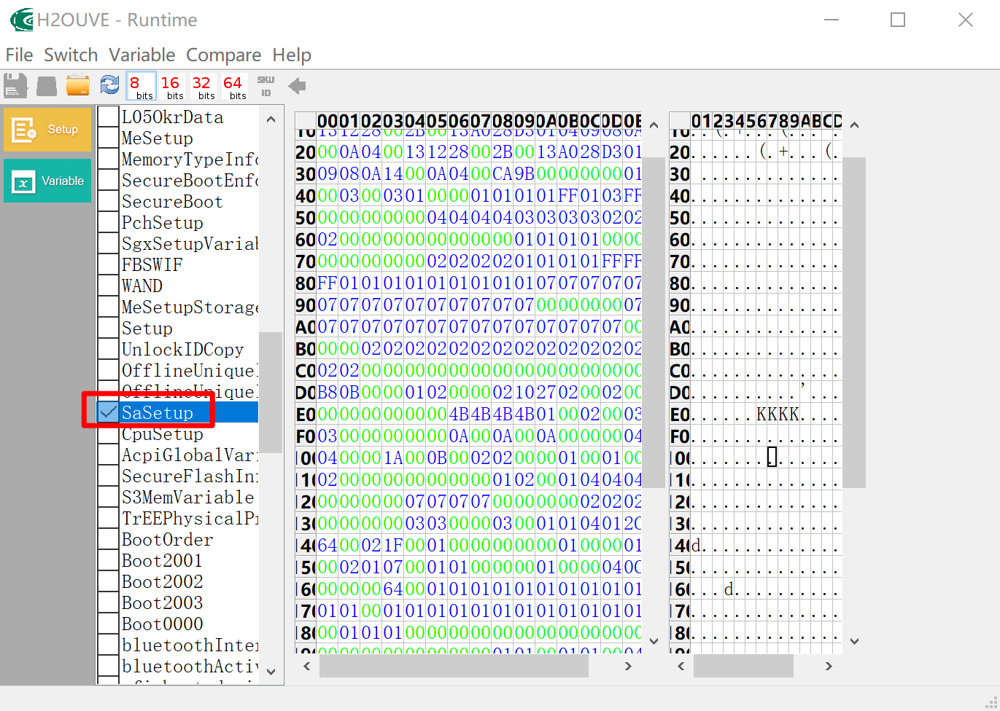 H2OUVE - Runtime
File Switch Variable Compare Help
8 bits 16 bits 32 bits 64 bits SKU ID
Setup
Variable
L05OkrData
MeSetup
MemoryTypeInfo
SecureBootEnfo
SecureBoot
PchSetup
SgxSetupVariab
FBSWIF
WAND
MeSetupStorage
Setup
UnlockIDCopy
OfflineUnique
OfflineUnique
SaSetup
CpuSetup
AcpiGlobalVari
SecureFlashInf
S3MemVariable
TrEEPhysicalPr
BootOrder
Boot2001
Boot2002
Boot2003
Boot0000
bluetoothInter
bluetoothActiv
00 01 02 03 04 05 06 07 08 09 0A 0B 0C 0D 0E
10 13 12 28 00 2B 00 13 A0 28 D3 01 04 09 08 0A
20 00 0A 04 00 13 12 28 00 2B 00 13 A0 28 D3 01
30 09 08 0A 14 00 0A 04 00 CA 9B 00 00 00 00 01
40 00 03 00 03 01 00 00 01 01 01 01 FF 01 03 FF
50 00 00 00 00 00 04 04 04 04 03 03 03 03 02 02
60 02 00 00 00 00 00 00 00 00 01 01 01 01 00 00
70 00 00 00 00 00 02 02 02 02 01 01 01 01 FF FF
80 FF 01 01 01 01 01 01 01 01 01 07 07 07 07 07
90 07 07 07 07 07 07 07 07 07 07 00 00 00 00 07
A0 07 07 07 07 07 07 07 07 07 07 07 07 07 07 00
B0 00 00 02 02 02 02 02 02 02 02 02 02 02 02 02
C0 02 02 00 00 00 00 00 00 00 00 00 00 00 00 00
D0 B8 0B 00 00 01 02 00 00 02 10 27 02 00 02 00
E0 00 00 00 00 00 00 4B 4B 4B 4B 01 00 02 00 03
F0 03 00 00 00 00 00 0A 00 0A 00 0A 00 00 00 04
100 04 00 00 1A 00 0B 00 02 02 00 00 01 00 01 00
110 02 00 00 00 00 00 00 00 01 02 00 01 04 04 04
120 00 00 00 00 07 07 07 07 00 00 00 00 02 02 02
130 00 00 00 00 03 03 00 00 03 00 01 01 04 01 2C
140 64 00 02 1F 00 01 00 00 00 00 00 01 00 00 01
150 00 02 01 07 00 01 01 00 00 00 01 00 00 04 0C
160 00 00 00 64 00 01 01 01 01 01 01 01 01 01 01
170 01 01 00 01 01 01 01 01 01 01 01 01 01 01 01
180 00 01 01 01 00 00 00 00 00 00 00 00 00 00 00
0 1 2 3 4 5 6 7 8 9 A B C D
10 . . ( . + . . . ( . . . . .
20 . . . . . . ( . + . . . ( .
30 . . . . . . . . . . . . . .
40 . . . . . . . . . . . . . .
50 . . . . . . . . . . . . . .
60 . . . . . . . . . . . . . .
70 . . . . . . . . . . . . . .
80 . . . . . . . . . . . . . .
90 . . . . . . . . . . . . . .
A0 . . . . . . . . . . . . . .
B0 . . . . . . . . . . . . . .
C0 . . . . . . . . . . . . . .
D0 . . . . . . . . . . ' . . .
E0 . . . . . . K K K K . . . .
F0 . . . . . . . . . . . . . .
100 . . . . . . . . . . . . . .
110 . . . . . . . . . . . . . .
120 . . . . . . . . . . . . . .
130 . . . . . . . . . . . . . .
140 d . . . . . . . . . . . . .
150 . . . . . . . . . . . . . .
160 . . . d . . . . . . . . . .
170 . . . . . . . . . . . . . .
180 . . . . . . . . . . . . . .